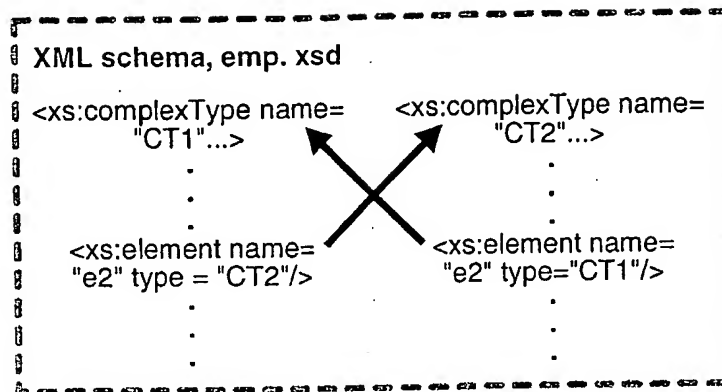 XML schema, emp. xsd
<xs:complexType name=
"CT1"...>
<xs:complexType name=
"CT2"...>
<xs:element name=
"e2" type = "CT2"/>
<xs:element name=
"e2" type="CT1"/>